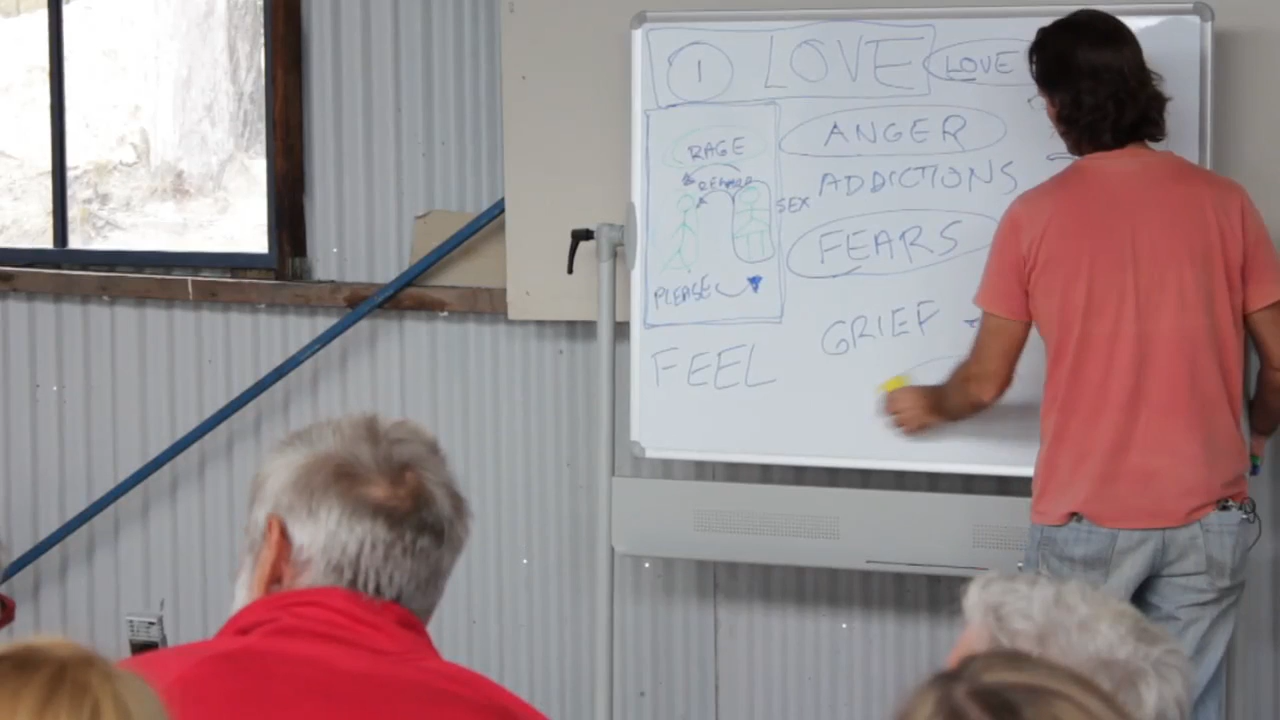 1 LOVE LOVE
ANGER
RAGE
ADDICTIONS
SEX
FEARS
PLEASE
GRIEF
FEEL